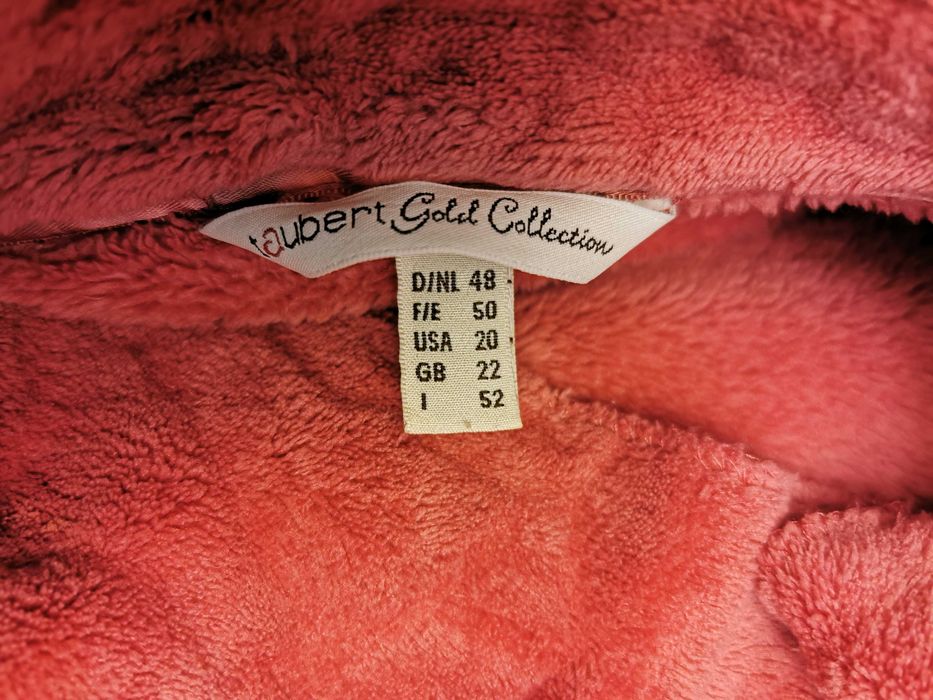 taubert Gold Collection
D/NL 48
F/E 50
USA 20
GB 22
I 52